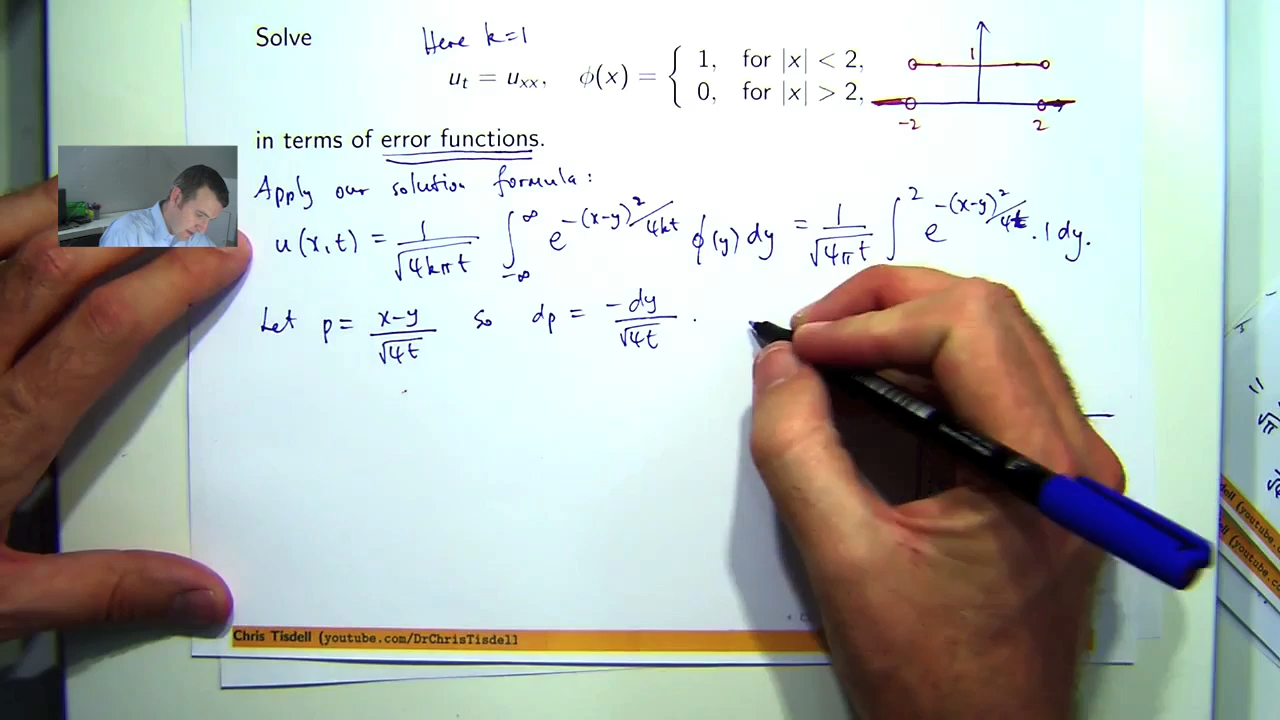 Solve Here k=1
u_t = u_xx, φ(x) = { 1, for |x| < 2, 0, for |x| > 2,
1
-2 2
in terms of error functions.
Apply our solution formula:
u(x,t) = 1/√4kπt ∫_-∞^∞ e^-(x-y)²/4kt φ(y) dy = 1/√4πt ∫^2 e^-(x-y)²/4t .1 dy.
Let p = x-y/√4t so dp = -dy/√4t .
Chris Tisdell (youtube.com/DrChrisTisdell